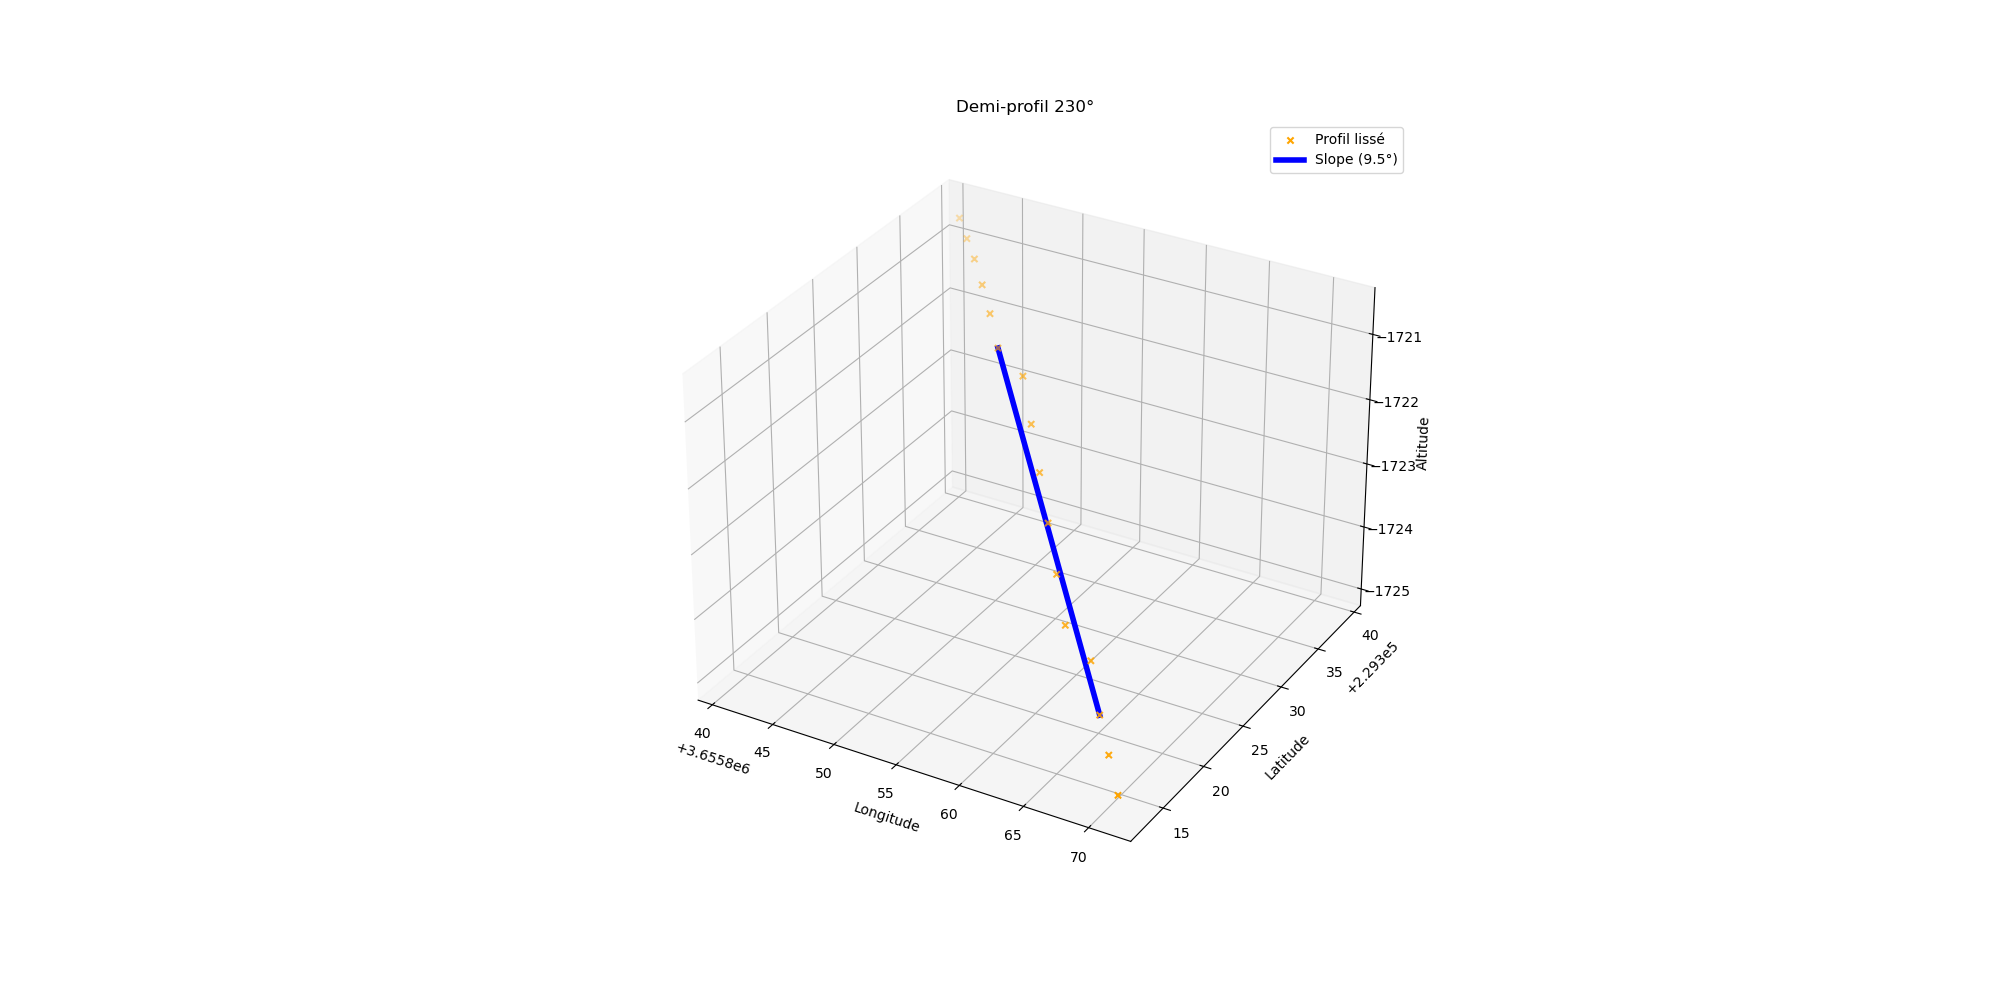 Demi-profil 230°
Profil lissé
Slope (9.5°)
−1721
−1722
−1723
−1724
−1725
Altitude
40
35
30
25
20
15
+2.293e5
Latitude
40
45
50
55
60
65
70
+3.6558e6
Longitude